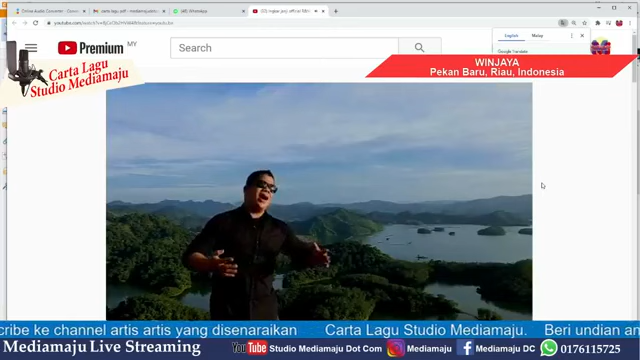 Premium MY
Search
English Malay
Google Translate
Carta Lagu
Studio Mediamaju
WINJAYA
Pekan Baru, Riau, Indonesia
cribe ke channel artis artis yang disenaraikan Carta Lagu Studio Mediamaju. Beri undian an
Mediamaju Live Streaming YouTube Studio Mediamaju Dot Com Mediamaju Mediamaju DC 0176115725